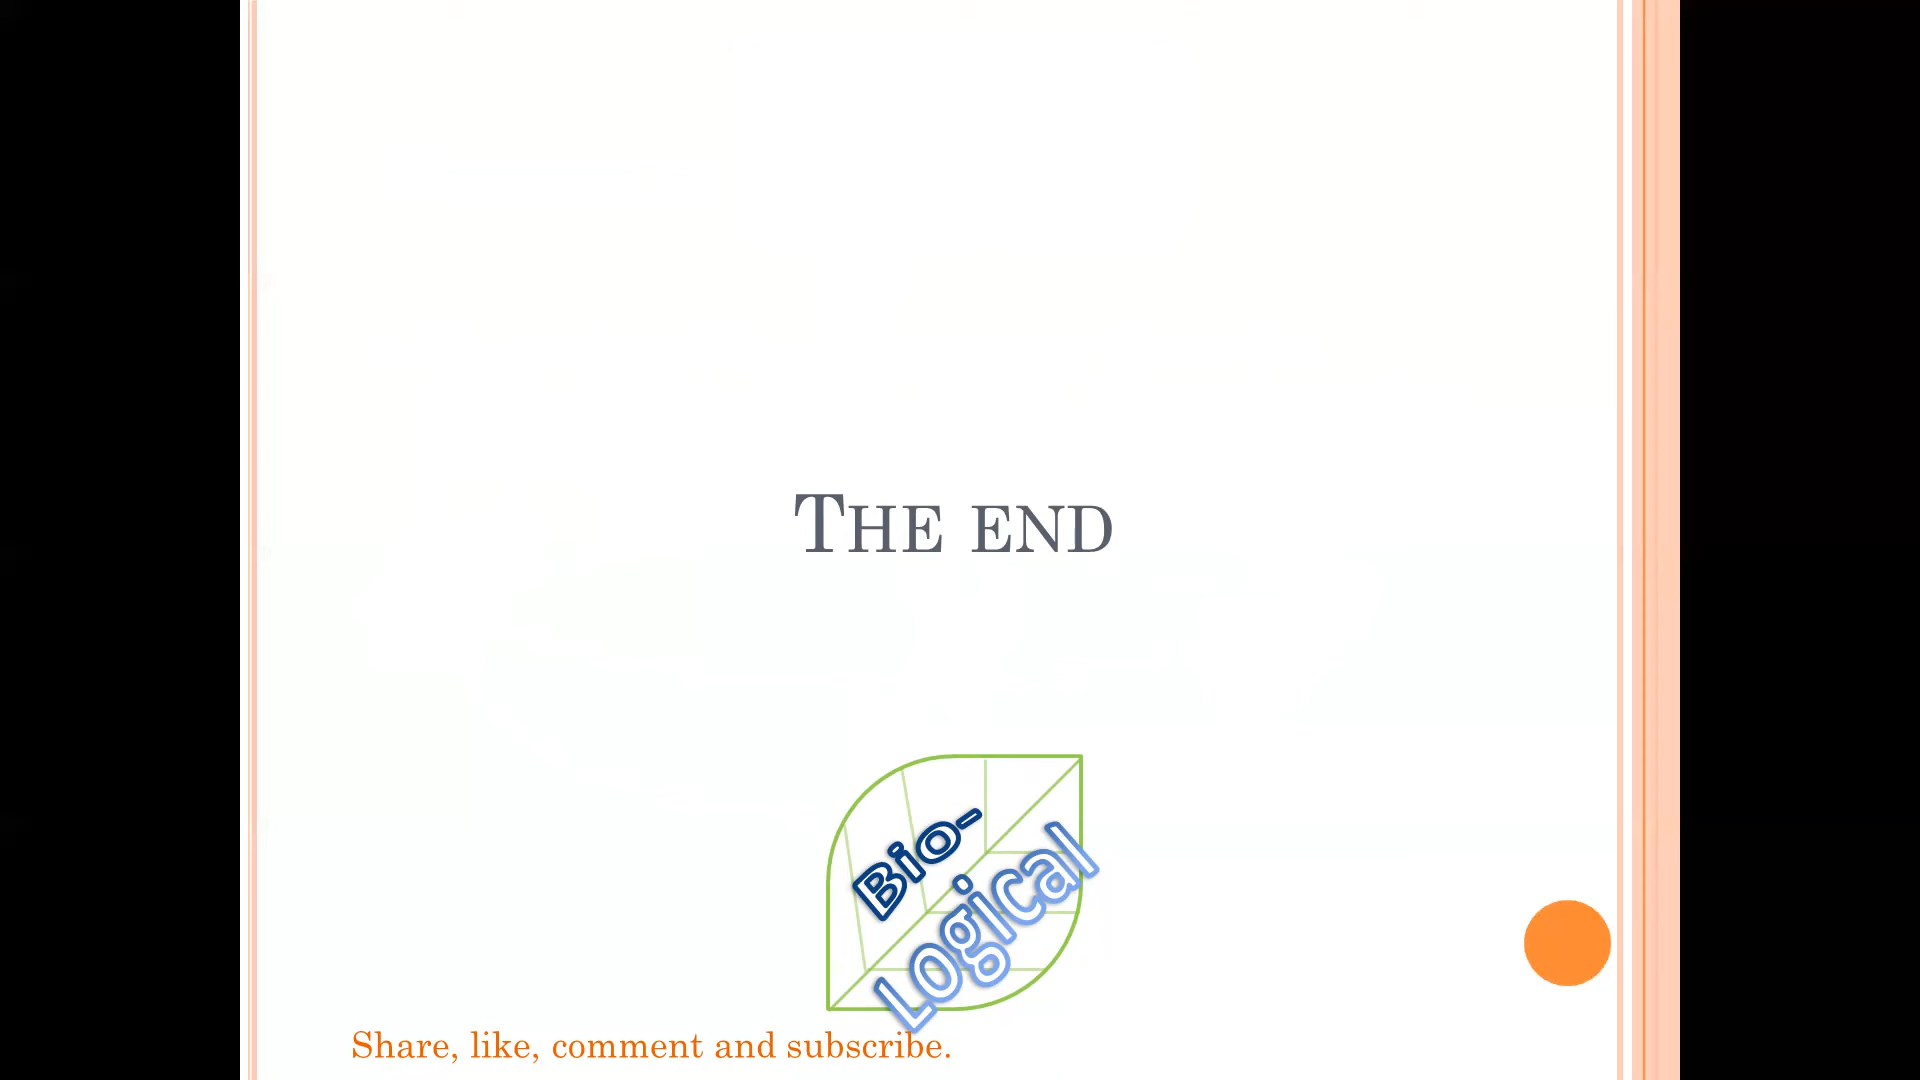 The end
Bio-
Logical
Share, like, comment and subscribe.